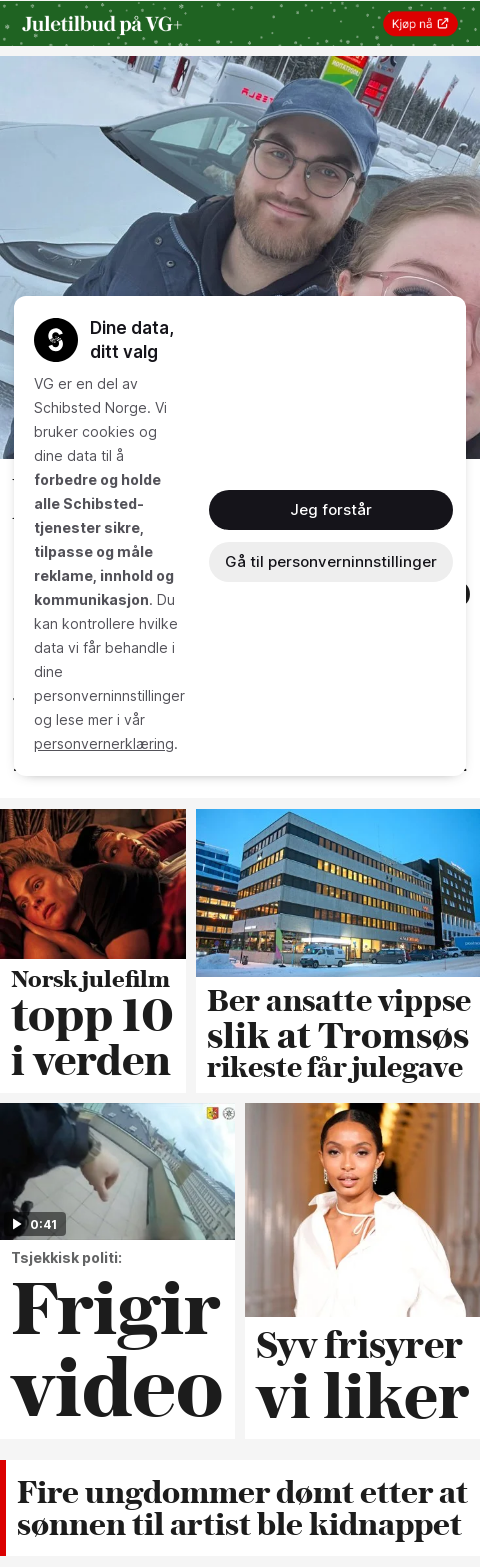 Juletilbud på VG+
Kjøp nå
TESLA
Dine data,
ditt valg
VG er en del av
Schibsted Norge. Vi
bruker cookies og
dine data til å
forbedre og holde
alle Schibsted-
tjenester sikre,
tilpasse og måle
reklame, innhold og
kommunikasjon. Du
kan kontrollere hvilke
data vi får behandle i
dine
personverninnstillinger
og lese mer i vår
personvernerklæring.
Jeg forstår
Gå til personverninnstillinger
Norsk julefilm
topp 10
i verden
Ber ansatte vippse
slik at Tromsøs
rikeste får julegave
0:41
Tsjekkisk politi:
Frigir
video
Syv frisyrer
vi liker
Fire ungdommer dømt etter at
sønnen til artist ble kidnappet